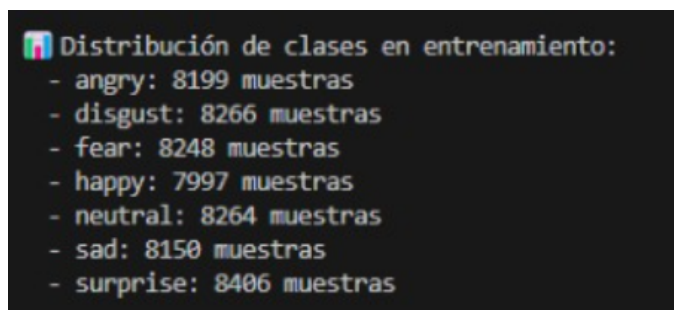 📊 Distribución de clases en entrenamiento:
- angry: 8199 muestras
- disgust: 8266 muestras
- fear: 8248 muestras
- happy: 7997 muestras
- neutral: 8264 muestras
- sad: 8150 muestras
- surprise: 8406 muestras